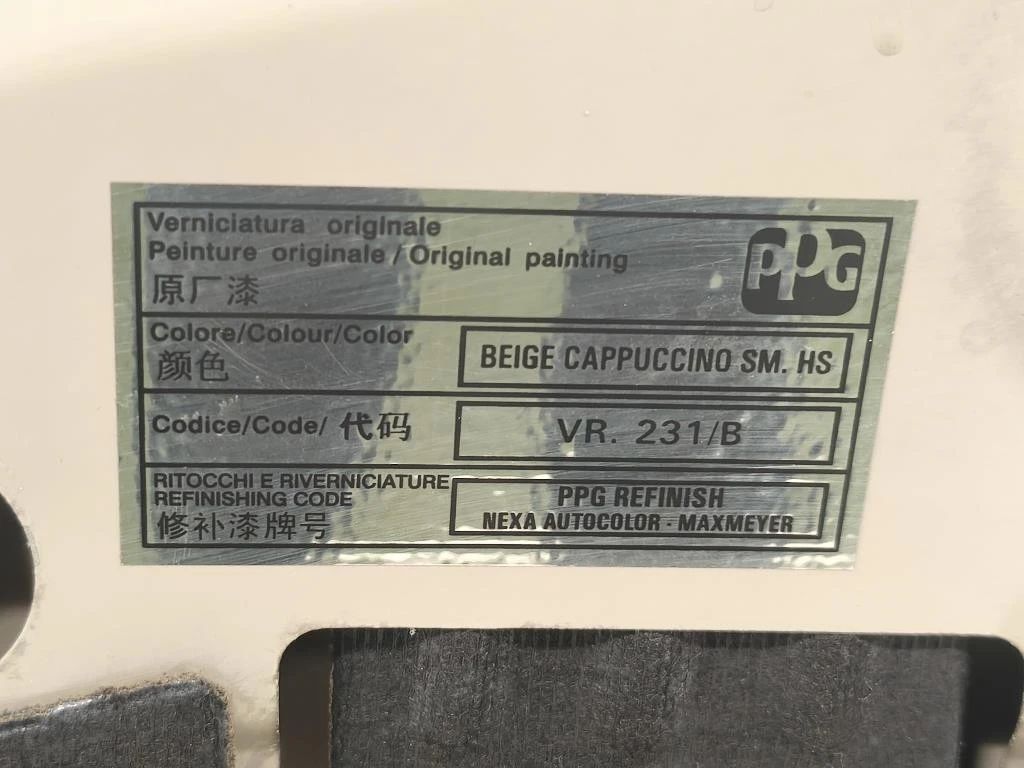 Verniciatura originale
Peinture originale / Original painting
原厂漆
PPG
Colore/Colour/Color
颜色
BEIGE CAPPUCCINO SM. HS
Codice/Code/ 代码
VR. 231/B
RITOCCHI E RIVERNICIATURE
REFINISHING CODE
修补漆牌号
PPG REFINISH
NEXA AUTOCOLOR - MAXMEYER